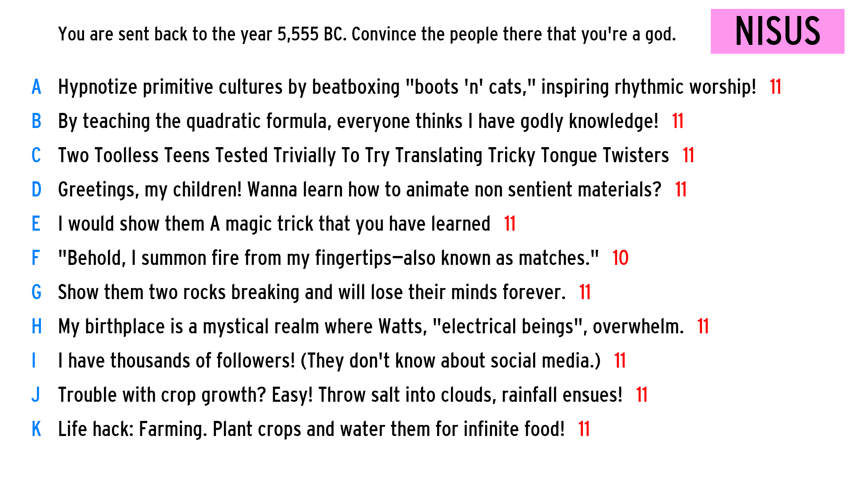 You are sent back to the year 5,555 BC. Convince the people there that you're a god.
NISUS
A Hypnotize primitive cultures by beatboxing "boots 'n' cats," inspiring rhythmic worship! 11
B By teaching the quadratic formula, everyone thinks I have godly knowledge! 11
C Two Toolless Teens Tested Trivially To Try Translating Tricky Tongue Twisters 11
D Greetings, my children! Wanna learn how to animate non sentient materials? 11
E I would show them A magic trick that you have learned 11
F "Behold, I summon fire from my fingertips—also known as matches." 10
G Show them two rocks breaking and will lose their minds forever. 11
H My birthplace is a mystical realm where Watts, "electrical beings", overwhelm. 11
I I have thousands of followers! (They don't know about social media.) 11
J Trouble with crop growth? Easy! Throw salt into clouds, rainfall ensues! 11
K Life hack: Farming. Plant crops and water them for infinite food! 11